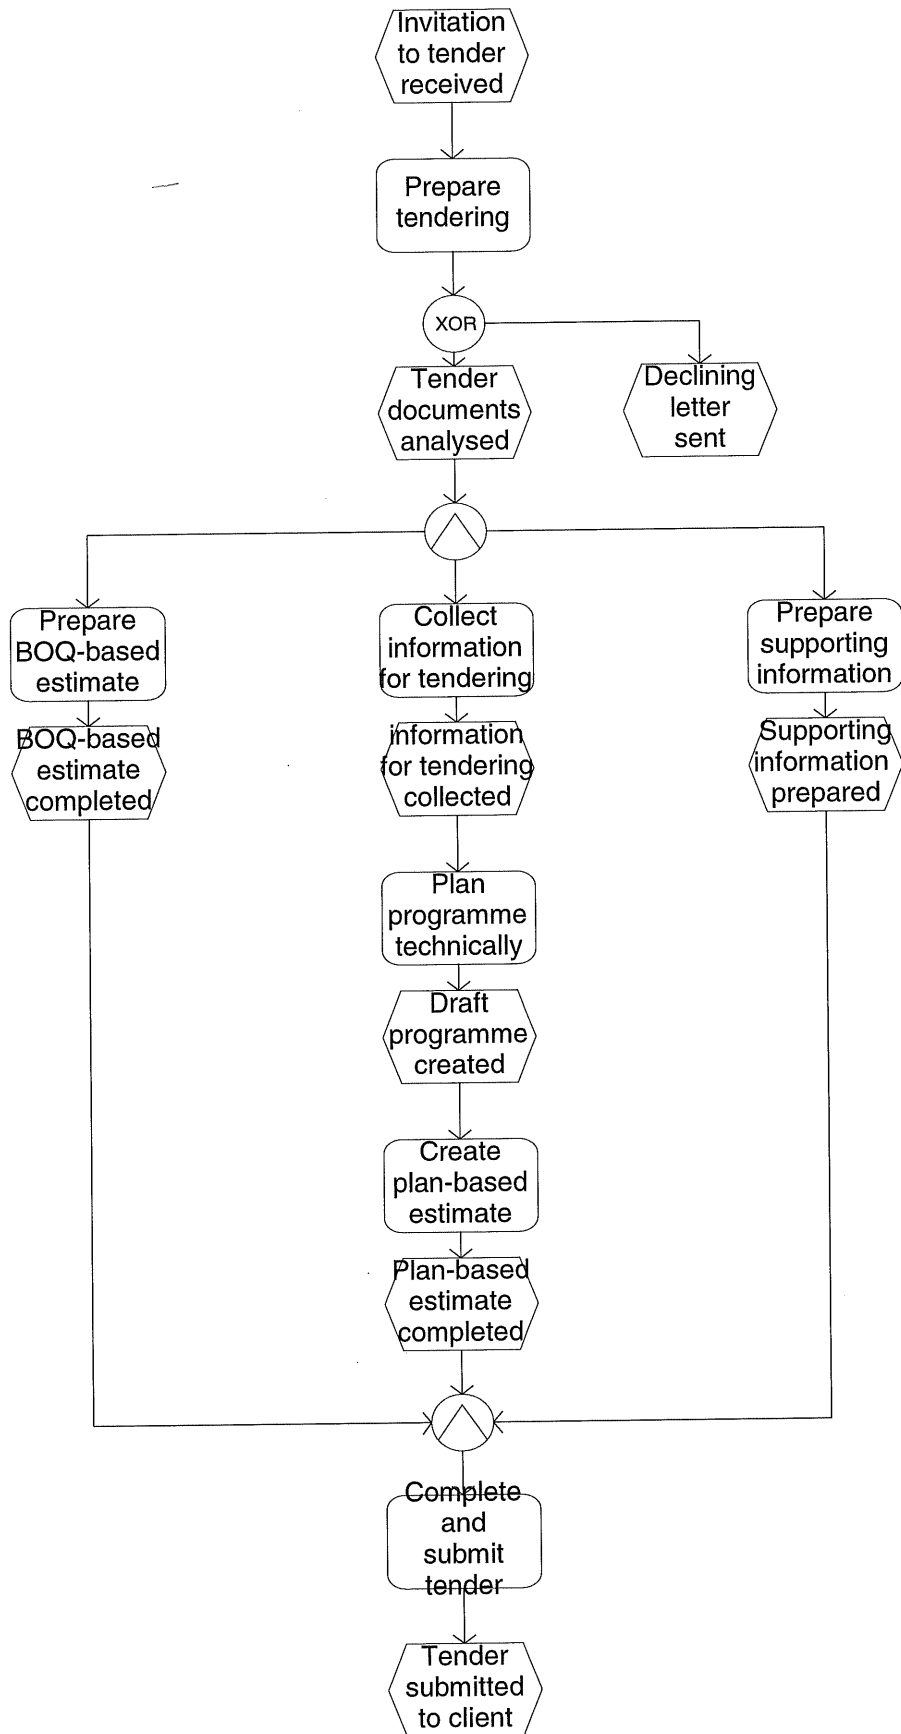 Invitation
to tender
received
Prepare
tendering
XOR
Tender
documents
analysed
Declining
letter
sent
Prepare
BOQ-based
estimate
Collect
information
for tendering
Prepare
supporting
information
BOQ-based
estimate
completed
information
for tendering
collected
Supporting
information
prepared
Plan
programme
technically
Draft
programme
created
Create
plan-based
estimate
Plan-based
estimate
completed
Complete
and
submit
tender
Tender
submitted
to client